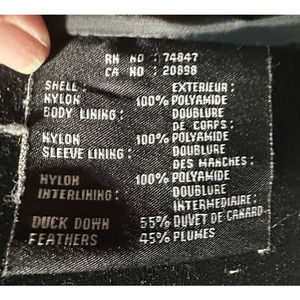 RN NO : 74847
CA NO : 20898
SHELL : EXTERIEUR :
NYLON 100% POLYAMIDE
BODY LINING : DOUBLURE
DE CORPS :
NYLON 100% POLYAMIDE
SLEEVE LINING : DOUBLURE
DES MANCHES :
NYLON 100% POLYAMIDE
INTERLINING : DOUBLURE
INTERMEDIAIRE :
DUCK DOWN 55% DUVET DE CANARD
FEATHERS 45% PLUMES